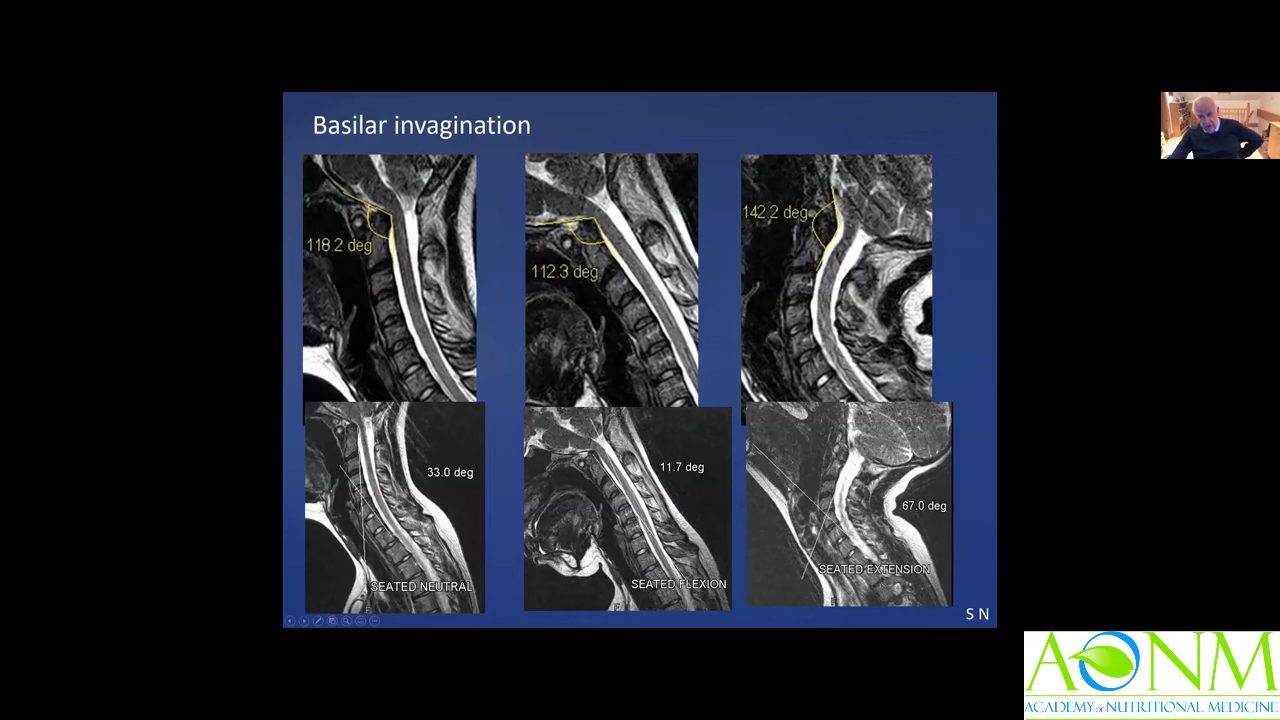 Basilar invagination
118.2 deg
112.3 deg
142.2 deg
33.0 deg
11.7 deg
67.0 deg
SEATED NEUTRAL
SEATED FLEXION
SEATED EXTENSION
F
S N
AONM
ACADEMY of NUTRITIONAL MEDICINE